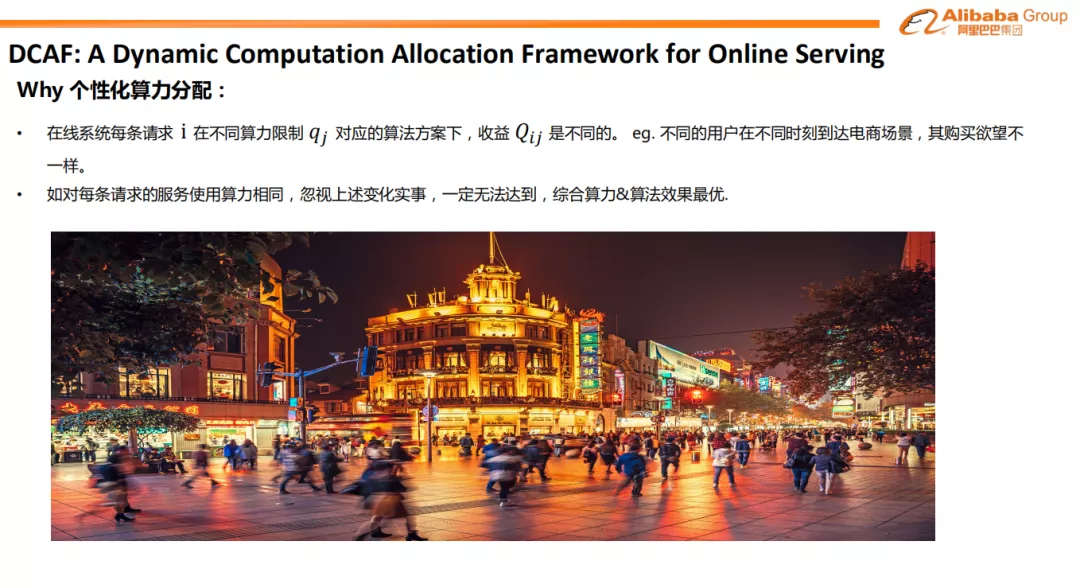 Alibaba Group
阿里巴巴集团
DCAF: A Dynamic Computation Allocation Framework for Online Serving
Why 个性化算力分配：
• 在线系统每条请求 i 在不同算力限制 qⱼ 对应的算法方案下，收益 Qᵢⱼ 是不同的。 eg. 不同的用户在不同时刻到达电商场景，其购买欲望不
一样。
• 如对每条请求的服务使用算力相同，忽视上述变化实事，一定无法达到，综合算力&算法效果最优.